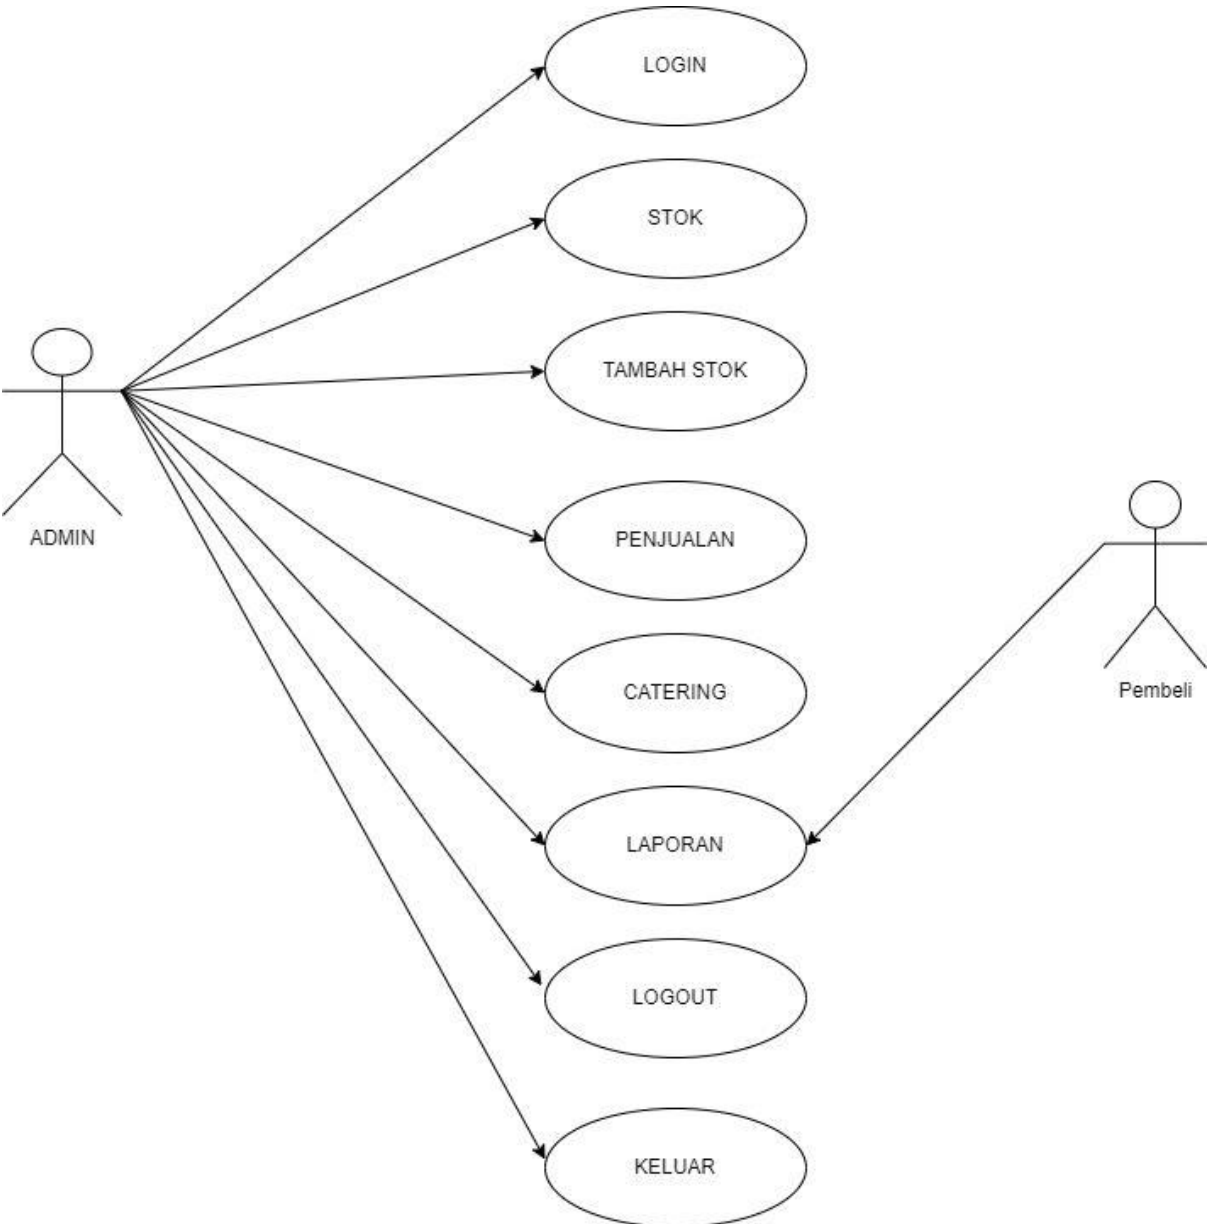 LOGIN
STOK
TAMBAH STOK
ADMIN
PENJUALAN
CATERING
Pembeli
LAPORAN
LOGOUT
KELUAR